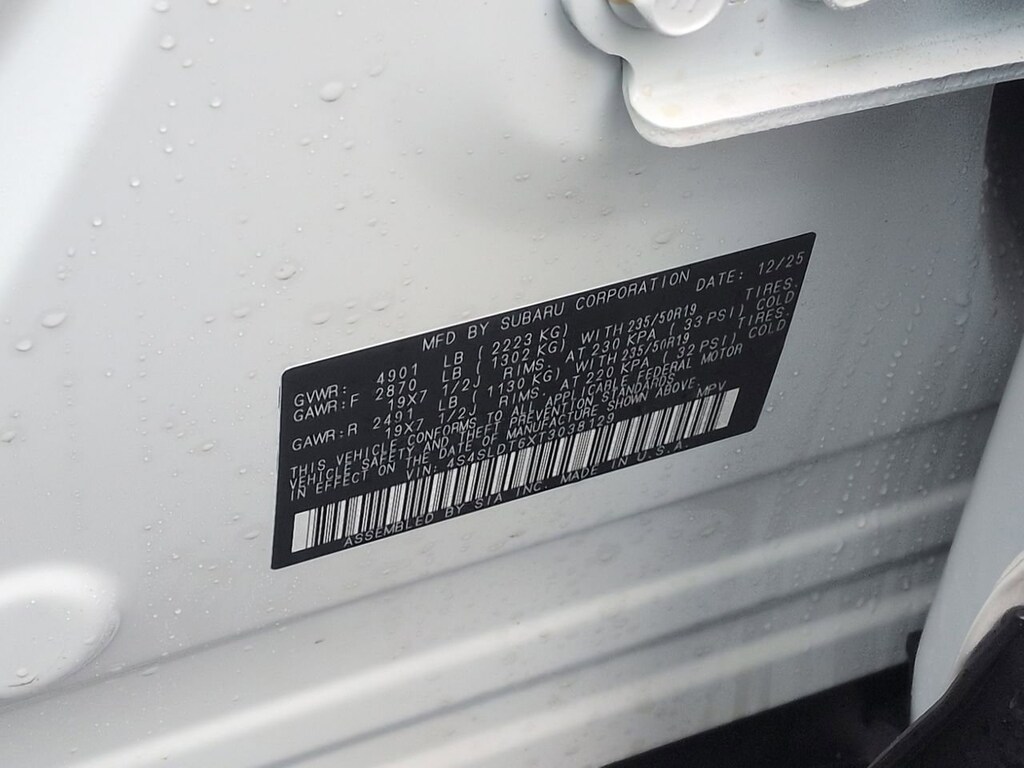 MFD BY SUBARU CORPORATION DATE: 12/25
GVWR: 4901 LB ( 2223 KG)
GAWR:F 2870 LB ( 1302 KG) WITH 235/50R19 TIRES.
19X7 1/2J RIMS. AT 230 KPA ( 33 PSI) COLD
GAWR:R 2491 LB ( 1130 KG) WITH 235/50R19 TIRES.
19X7 1/2J RIMS. AT 220 KPA ( 32 PSI) COLD.
THIS VEHICLE CONFORMS TO ALL APPLICABLE FEDERAL MOTOR
VEHICLE SAFETY AND THEFT PREVENTION STANDARDS
IN EFFECT ON THE DATE OF MANUFACTURE SHOWN ABOVE.
VIN: 4S4SLDT6XT3038129 MPV
ASSEMBLED BY SIA INC. MADE IN U.S.A.